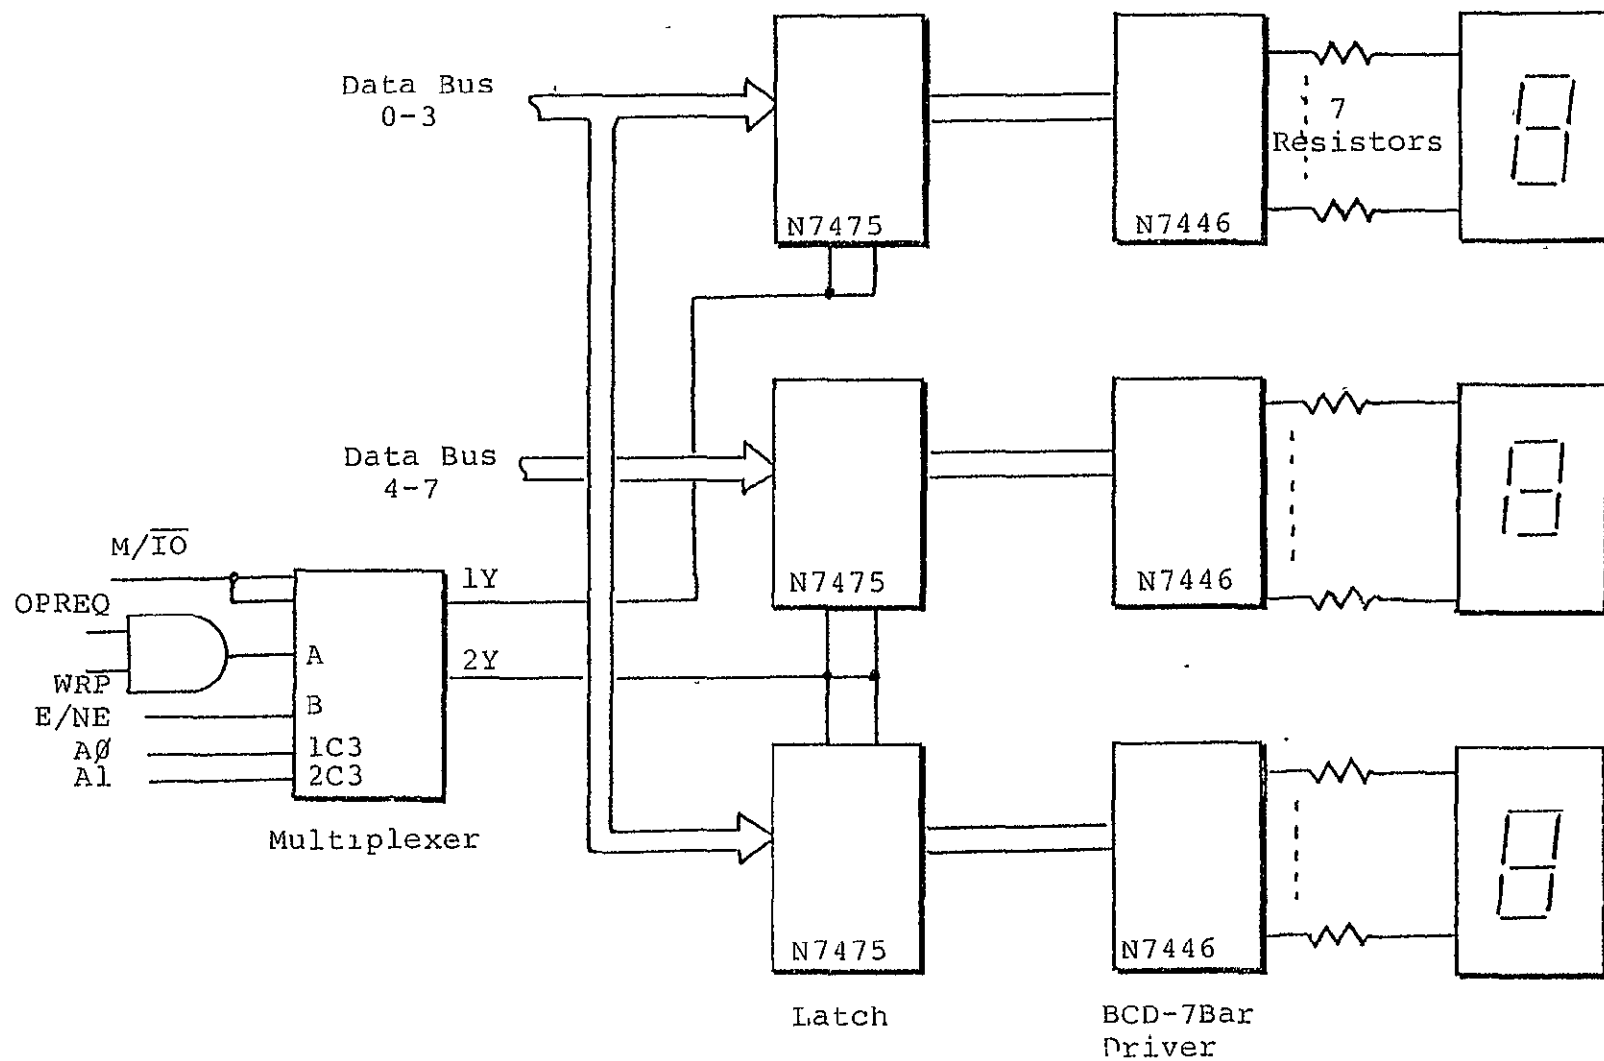 Data Bus
0-3
N7475
N7446
7
Resistors
Data Bus
4-7
N7475
N7446
M/IO
OPREQ
WRP
E/NE
AØ
A1
A
B
1C3
2C3
1Y
2Y
Multiplexer
N7475
N7446
Latch
BCD-7Bar
Driver